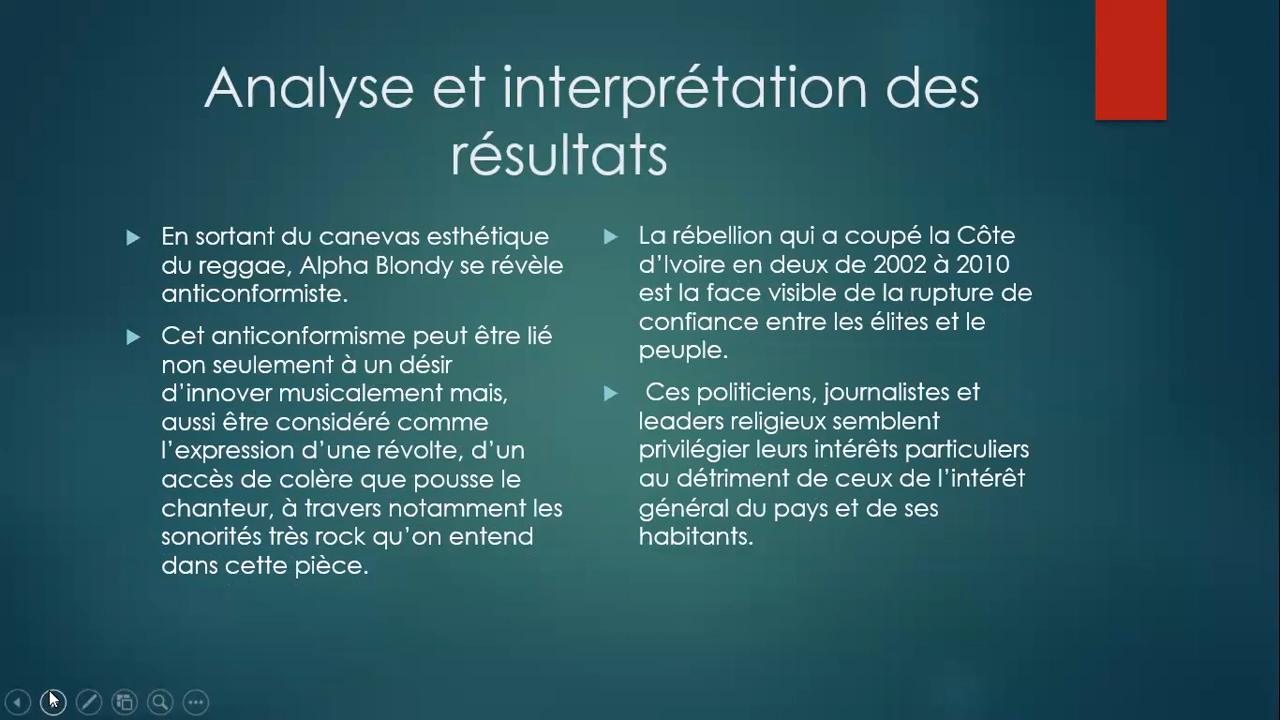 Analyse et interprétation des
résultats
En sortant du canevas esthétique
du reggae, Alpha Blondy se révèle
anticonformiste.
Cet anticonformisme peut être lié
non seulement à un désir
d'innover musicalement mais,
aussi être considéré comme
l'expression d'une révolte, d'un
accès de colère que pousse le
chanteur, à travers notamment les
sonorités très rock qu'on entend
dans cette pièce.
La rébellion qui a coupé la Côte
d'Ivoire en deux de 2002 à 2010
est la face visible de la rupture de
confiance entre les élites et le
peuple.
Ces politiciens, journalistes et
leaders religieux semblent
privilégier leurs intérêts particuliers
au détriment de ceux de l'intérêt
général du pays et de ses
habitants.